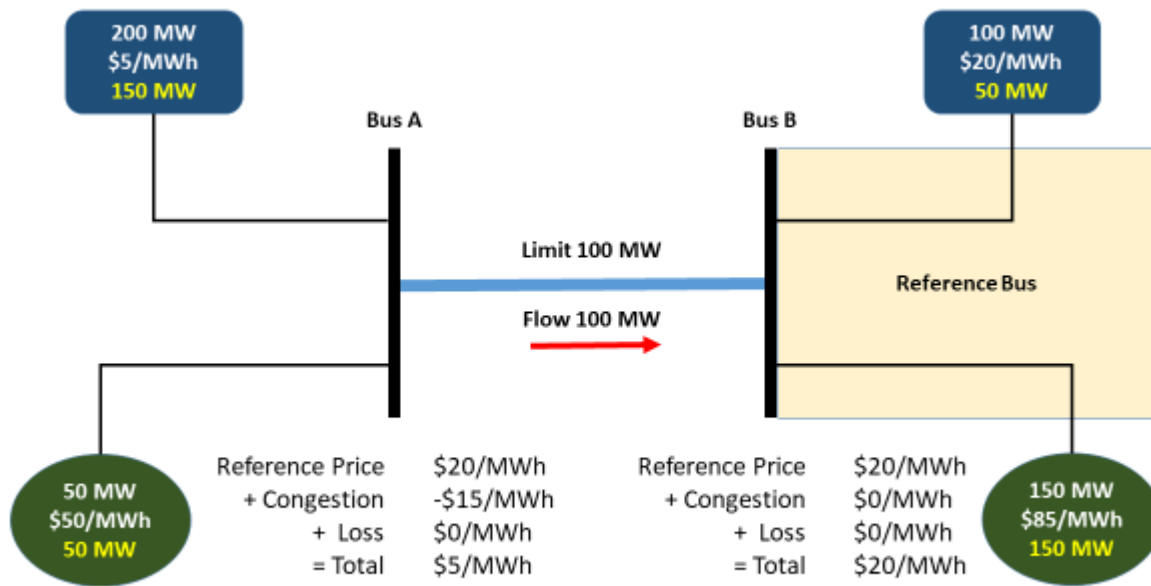 200 MW
$5/MWh
150 MW
100 MW
$20/MWh
50 MW
Bus A
Bus B
Limit 100 MW
Flow 100 MW
Reference Bus
50 MW
$50/MWh
50 MW
Reference Price $20/MWh
+ Congestion -$15/MWh
+ Loss $0/MWh
= Total $5/MWh
Reference Price $20/MWh
+ Congestion $0/MWh
+ Loss $0/MWh
= Total $20/MWh
150 MW
$85/MWh
150 MW